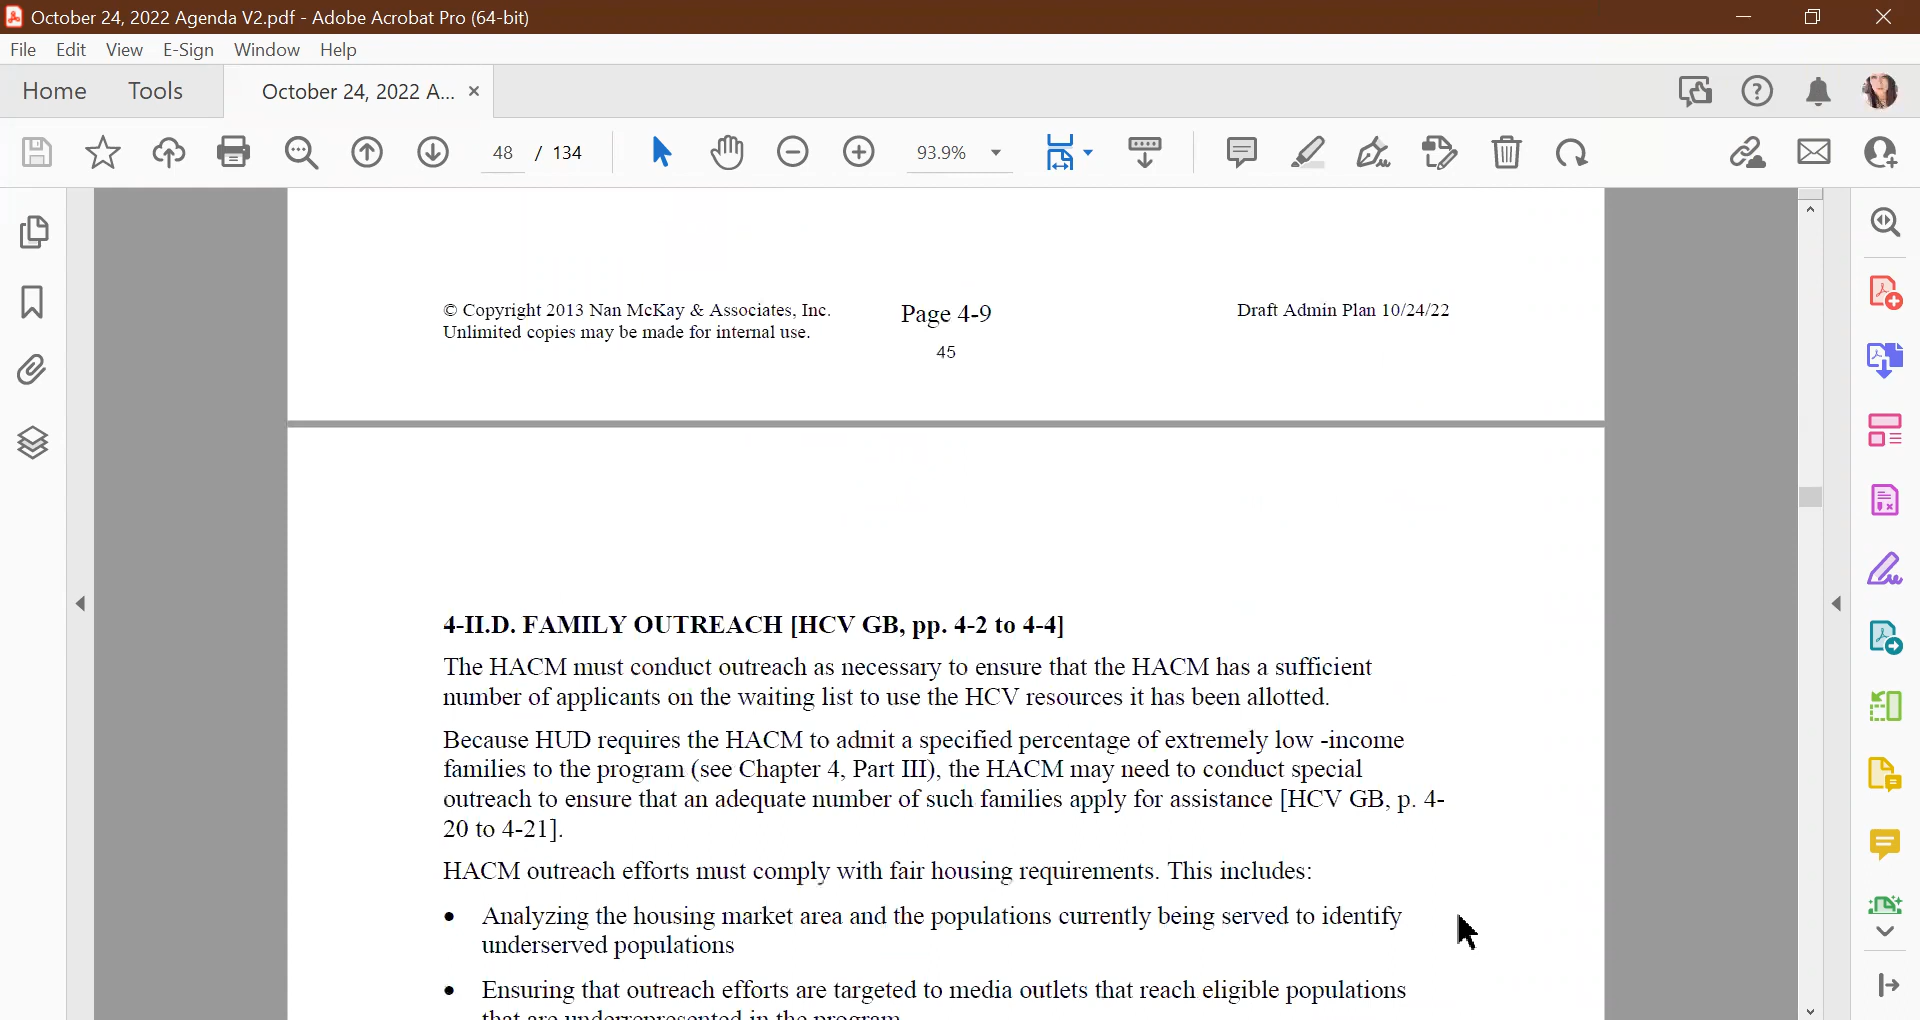 October 24, 2022 Agenda V2.pdf - Adobe Acrobat Pro (64-bit)
File Edit View E-Sign Window Help
Home Tools October 24, 2022 A...
48 / 134 93.9%
© Copyright 2013 Nan McKay & Associates, Inc. Page 4-9 Draft Admin Plan 10/24/22
Unlimited copies may be made for internal use.
45
4-II.D. FAMILY OUTREACH [HCV GB, pp. 4-2 to 4-4]
The HACM must conduct outreach as necessary to ensure that the HACM has a sufficient
number of applicants on the waiting list to use the HCV resources it has been allotted.
Because HUD requires the HACM to admit a specified percentage of extremely low -income
families to the program (see Chapter 4, Part III), the HACM may need to conduct special
outreach to ensure that an adequate number of such families apply for assistance [HCV GB, p. 4-
20 to 4-21].
HACM outreach efforts must comply with fair housing requirements. This includes:
• Analyzing the housing market area and the populations currently being served to identify
underserved populations
• Ensuring that outreach efforts are targeted to media outlets that reach eligible populations
that are underrepresented in the program